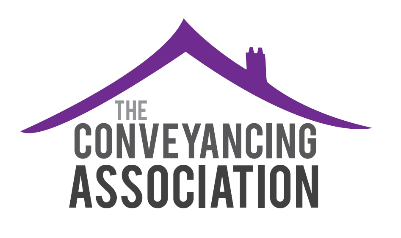 THE
CONVEYANCING
ASSOCIATION